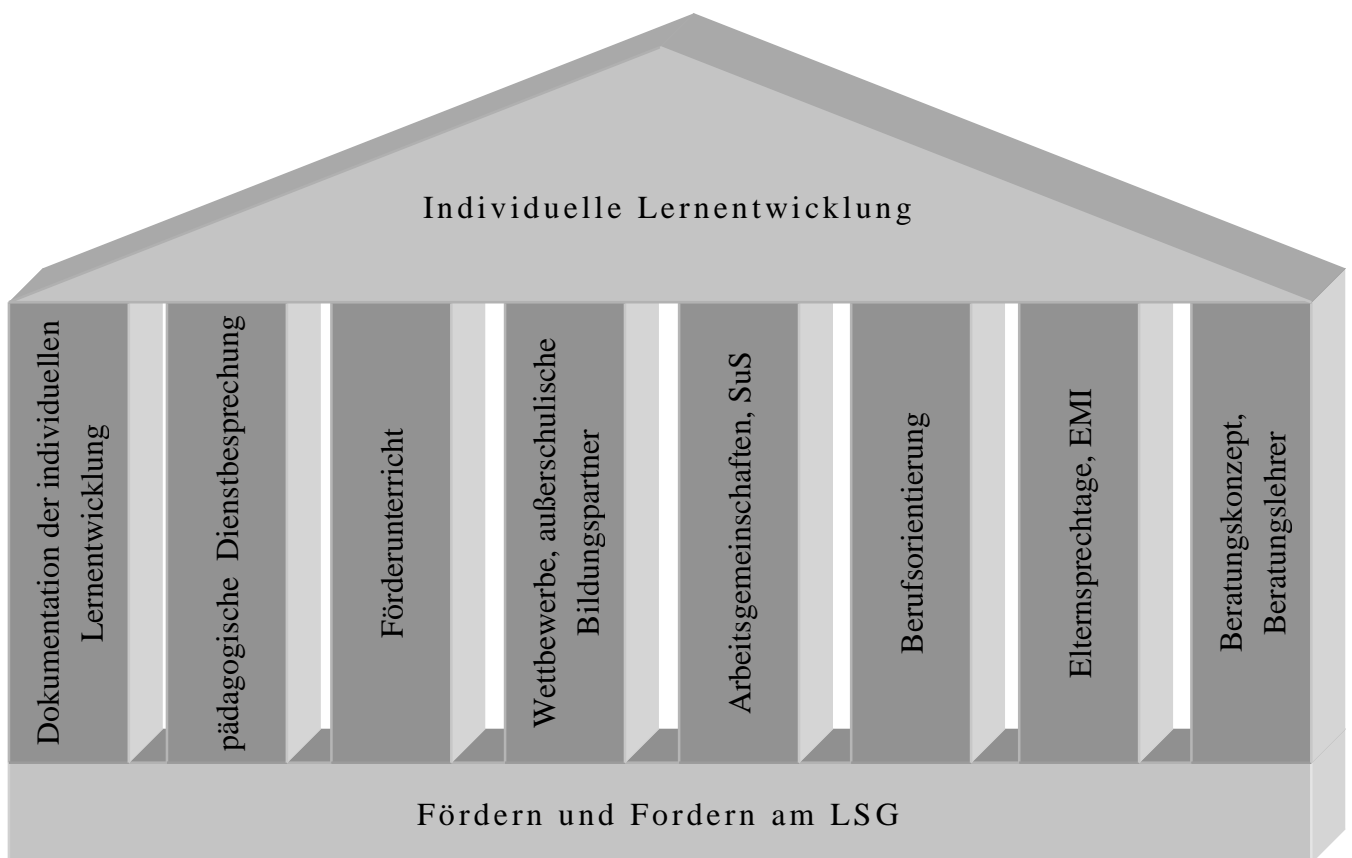 Individuelle Lernentwicklung
Dokumentation der individuellen
Lernentwicklung
pädagogische Dienstbesprechung
Förderunterricht
Wettbewerbe, außerschulische
Bildungspartner
Arbeitsgemeinschaften, SuS
Berufsorientierung
Elternsprechtage, EMI
Beratungskonzept,
Beratungslehrer
Fördern und Fordern am LSG